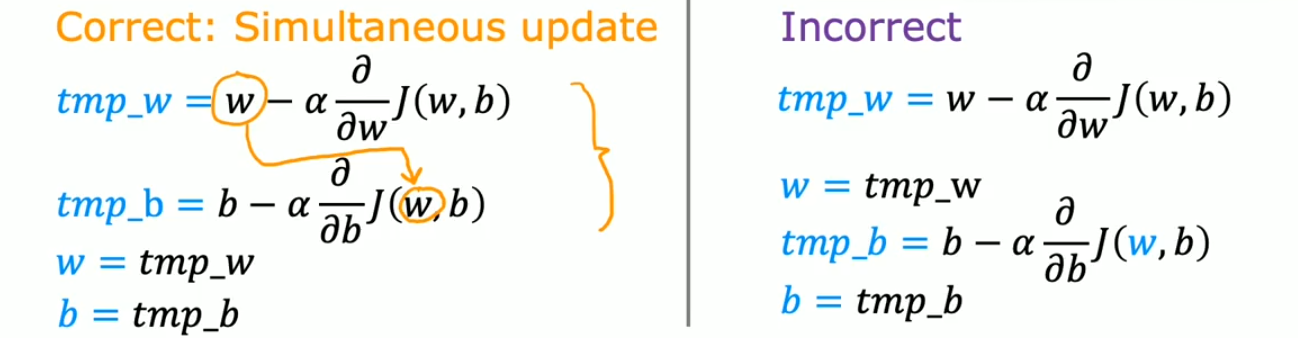 Correct: Simultaneous update
tmp_w = w − α ∂/∂w J(w, b)
tmp_b = b − α ∂/∂b J(w, b)
w = tmp_w
b = tmp_b
Incorrect
tmp_w = w − α ∂/∂w J(w, b)
w = tmp_w
tmp_b = b − α ∂/∂b J(w, b)
b = tmp_b